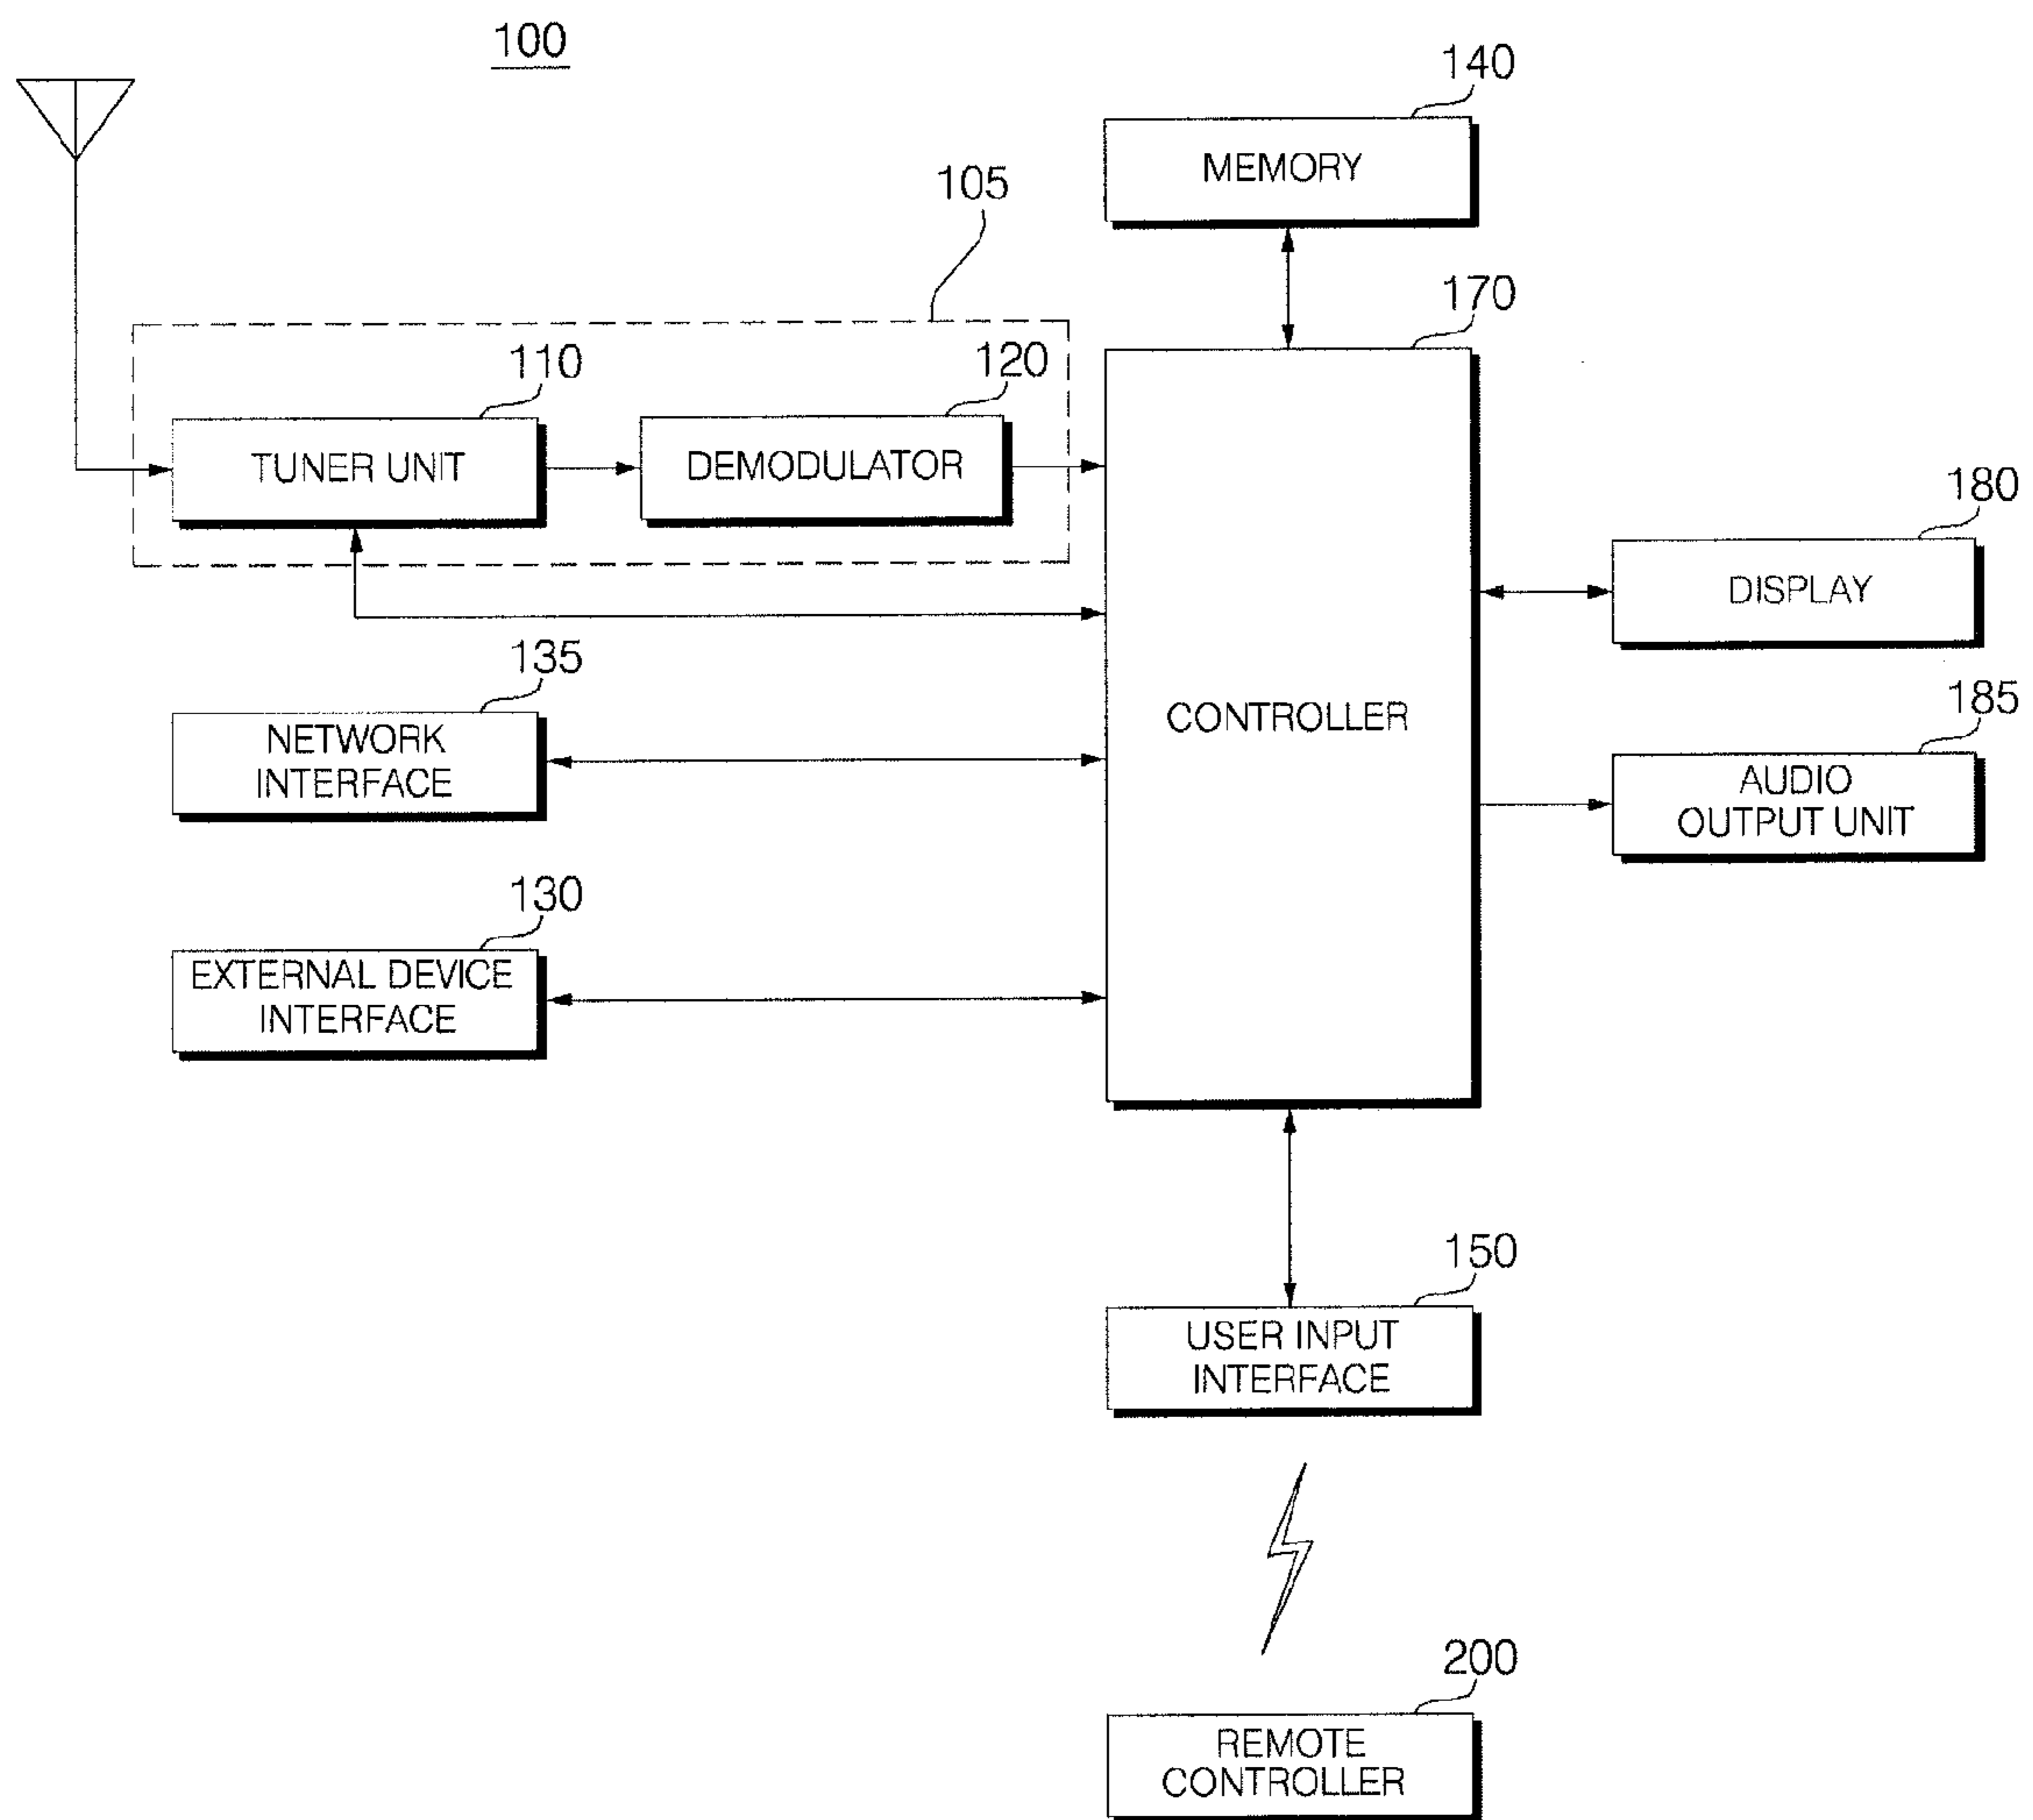 100
140
MEMORY
105
170
110
120
TUNER UNIT
DEMODULATOR
180
DISPLAY
135
NETWORK
INTERFACE
CONTROLLER
185
AUDIO
OUTPUT UNIT
130
EXTERNAL DEVICE
INTERFACE
150
USER INPUT
INTERFACE
200
REMOTE
CONTROLLER